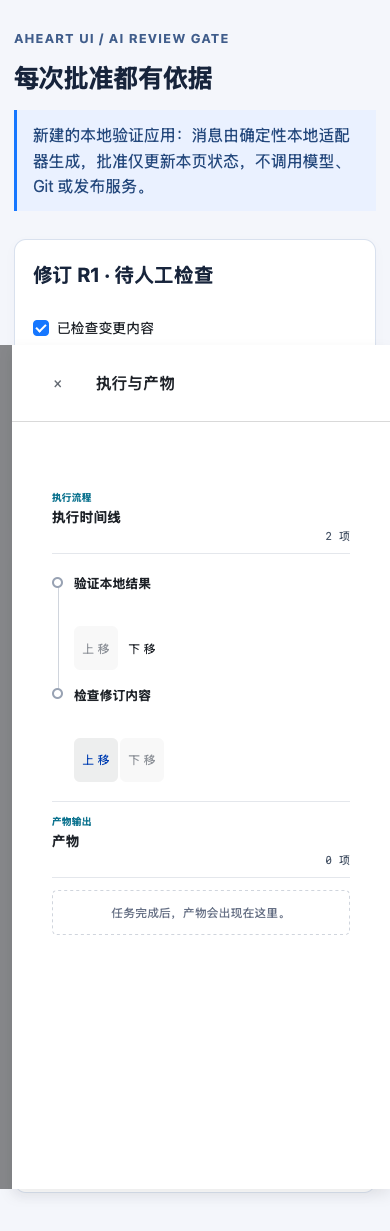 AHEART UI / AI REVIEW GATE
每次批准都有依据
新建的本地验证应用：消息由确定性本地适配
器生成，批准仅更新本页状态，不调用模型、
Git 或发布服务。
修订 R1 · 待人工检查
已检查变更内容
× 执行与产物
执行流程
执行时间线
2 项
验证本地结果
上 移 下 移
检查修订内容
上 移 下 移
产物输出
产物
0 项
任务完成后，产物会出现在这里。